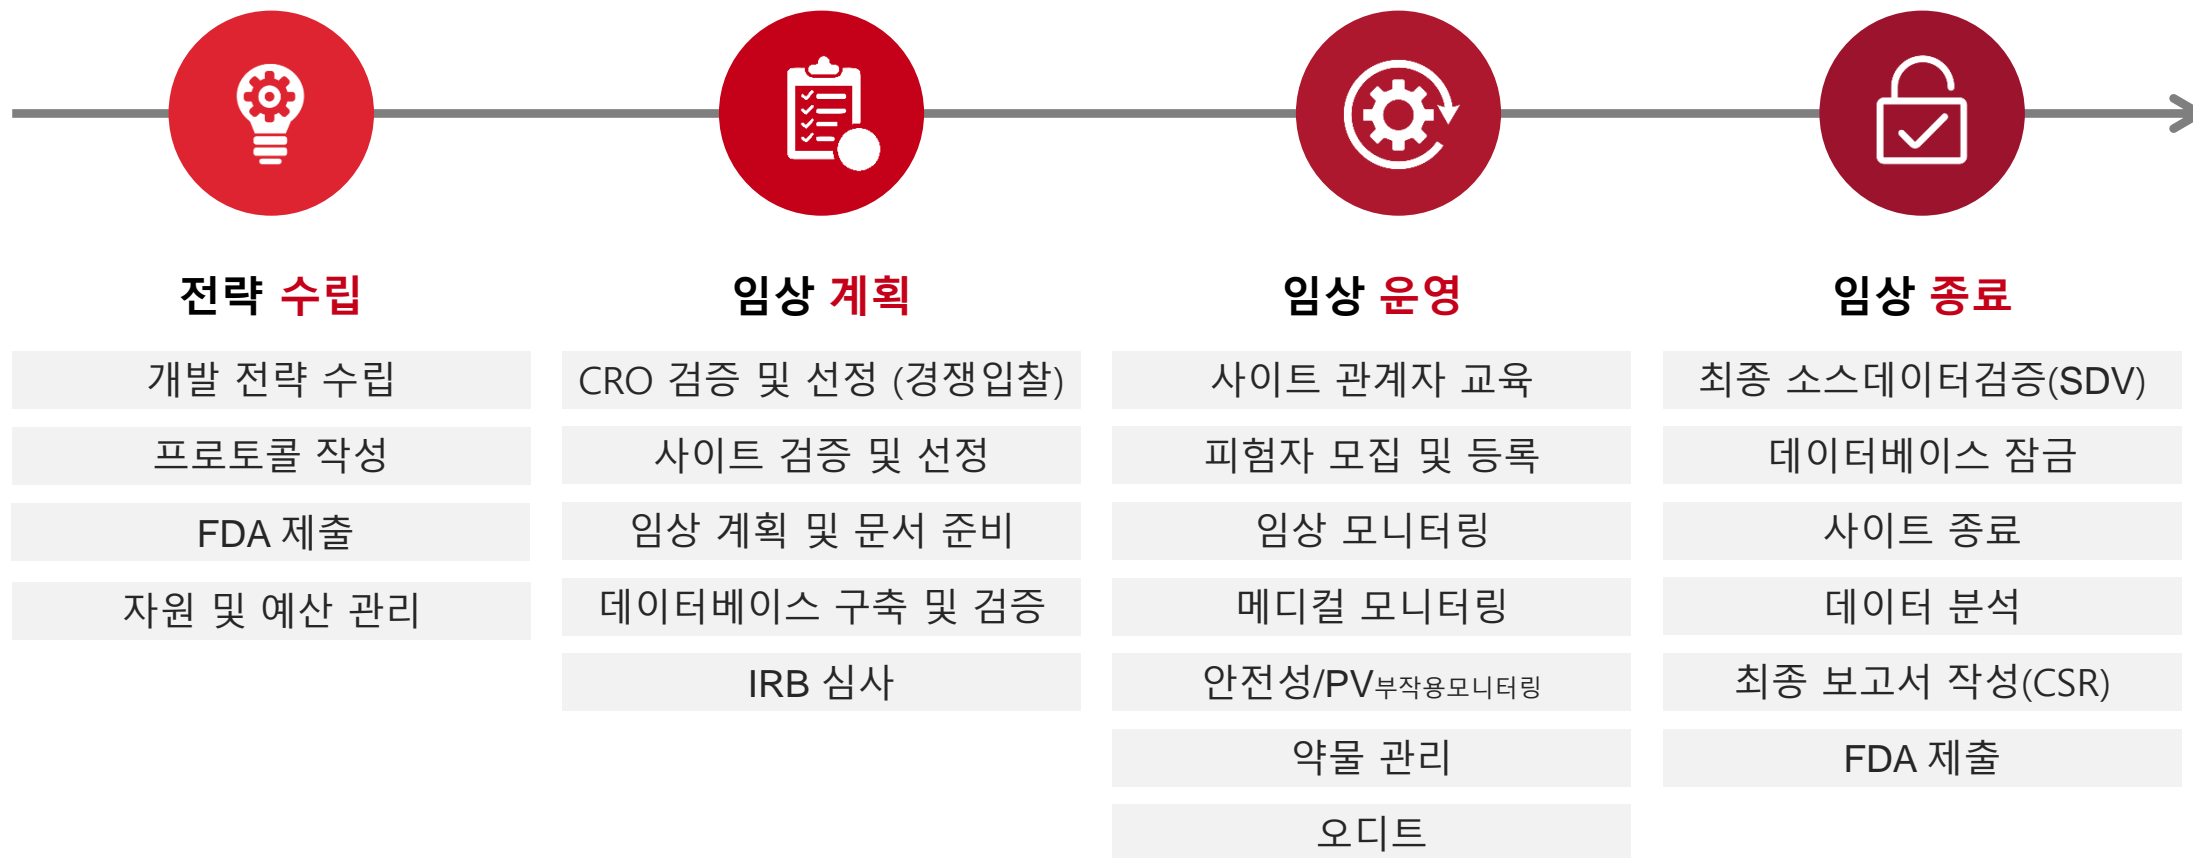 전략 수립
개발 전략 수립
프로토콜 작성
FDA 제출
자원 및 예산 관리
임상 계획
CRO 검증 및 선정 (경쟁입찰)
사이트 검증 및 선정
임상 계획 및 문서 준비
데이터베이스 구축 및 검증
IRB 심사
임상 운영
사이트 관계자 교육
피험자 모집 및 등록
임상 모니터링
메디컬 모니터링
안전성/PV부작용모니터링
약물 관리
오디트
임상 종료
최종 소스데이터검증(SDV)
데이터베이스 잠금
사이트 종료
데이터 분석
최종 보고서 작성(CSR)
FDA 제출